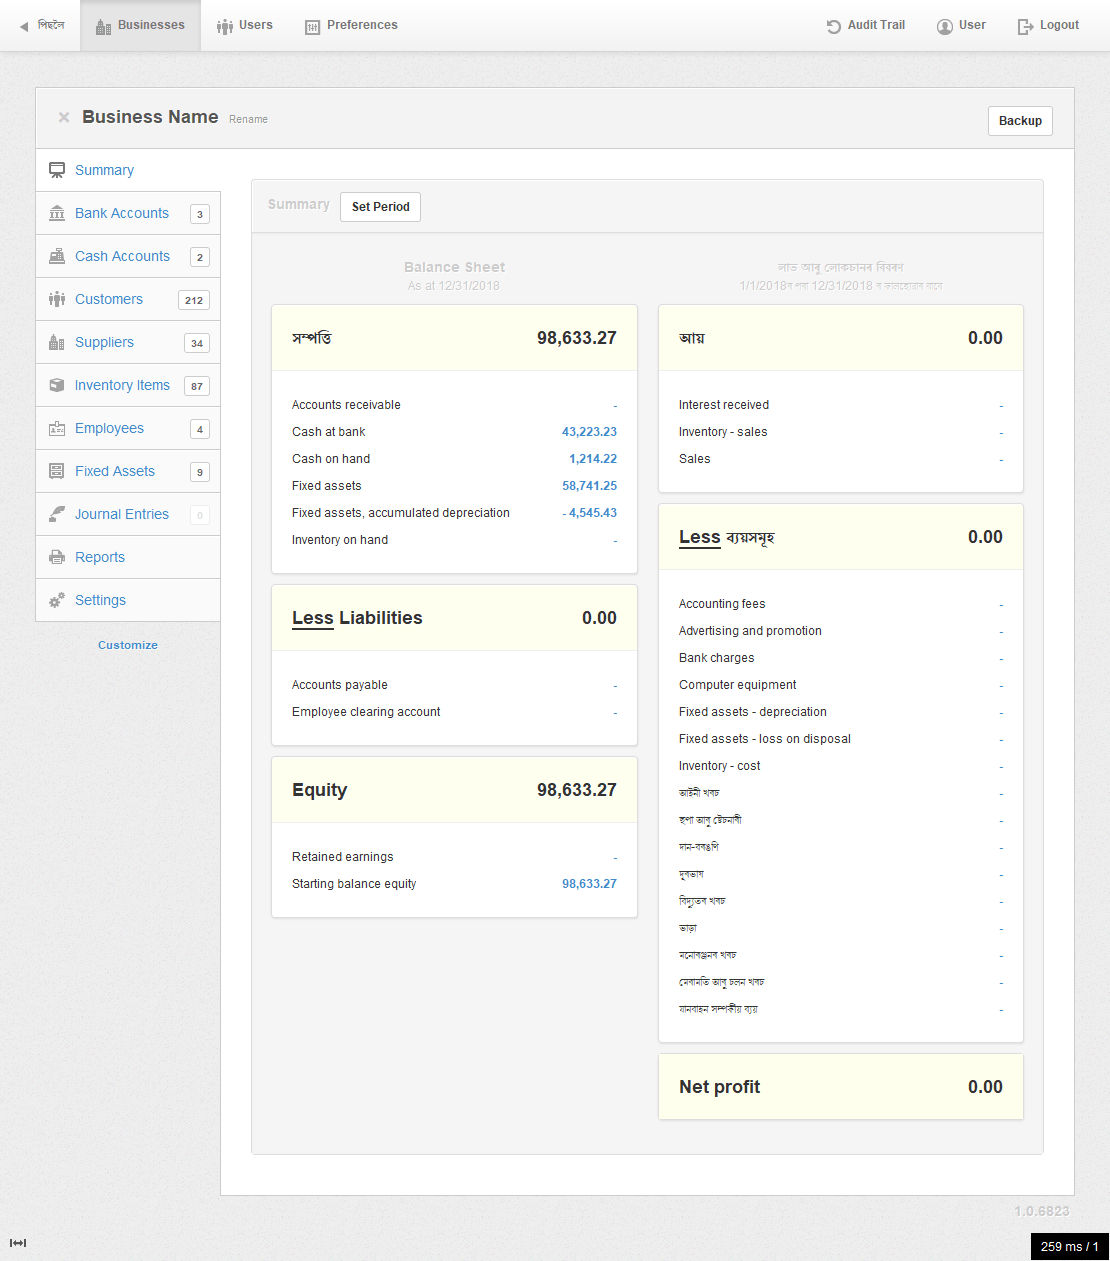 পিছলৈ
Businesses
Users
Preferences
Audit Trail
User
Logout
Business Name Rename
Backup
Summary
Bank Accounts 3
Cash Accounts 2
Customers 212
Suppliers 34
Inventory Items 87
Employees 4
Fixed Assets 9
Journal Entries 0
Reports
Settings
Customize
Summary Set Period
Balance Sheet
As at 12/31/2018
সম্পত্তি 98,633.27
Accounts receivable -
Cash at bank 43,223.23
Cash on hand 1,214.22
Fixed assets 58,741.25
Fixed assets, accumulated depreciation - 4,545.43
Inventory on hand -
Less Liabilities 0.00
Accounts payable -
Employee clearing account -
Equity 98,633.27
Retained earnings -
Starting balance equity 98,633.27
লাভ আৰু লোকচানৰ বিবৰণ
1/1/2018ৰ পৰা 12/31/2018 ৰ কালছোৱাৰ বাবে
আয় 0.00
Interest received -
Inventory - sales -
Sales -
Less ব্যয়সমূহ 0.00
Accounting fees -
Advertising and promotion -
Bank charges -
Computer equipment -
Fixed assets - depreciation -
Fixed assets - loss on disposal -
Inventory - cost -
আইনী খৰচ -
ছপা আৰু ষ্টেচনাৰী -
দান-বৰঙণি -
দূৰভাষ -
বিদ্যুতৰ খৰচ -
ভাড়া -
মনোৰঞ্জনৰ খৰচ -
মেৰামতি আৰু চলন খৰচ -
যানবাহন সম্পৰ্কীয় ব্যয় -
Net profit 0.00
1.0.6823
259 ms / 1